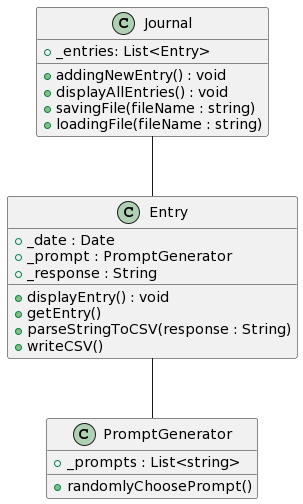 C Journal
_entries: List<Entry>
addingNewEntry() : void
displayAllEntries() : void
savingFile(fileName : string)
loadingFile(fileName : string)
C Entry
_date : Date
_prompt : PromptGenerator
_response : String
displayEntry() : void
getEntry()
parseStringToCSV(response : String)
writeCSV()
C PromptGenerator
_prompts : List<string>
randomlyChoosePrompt()